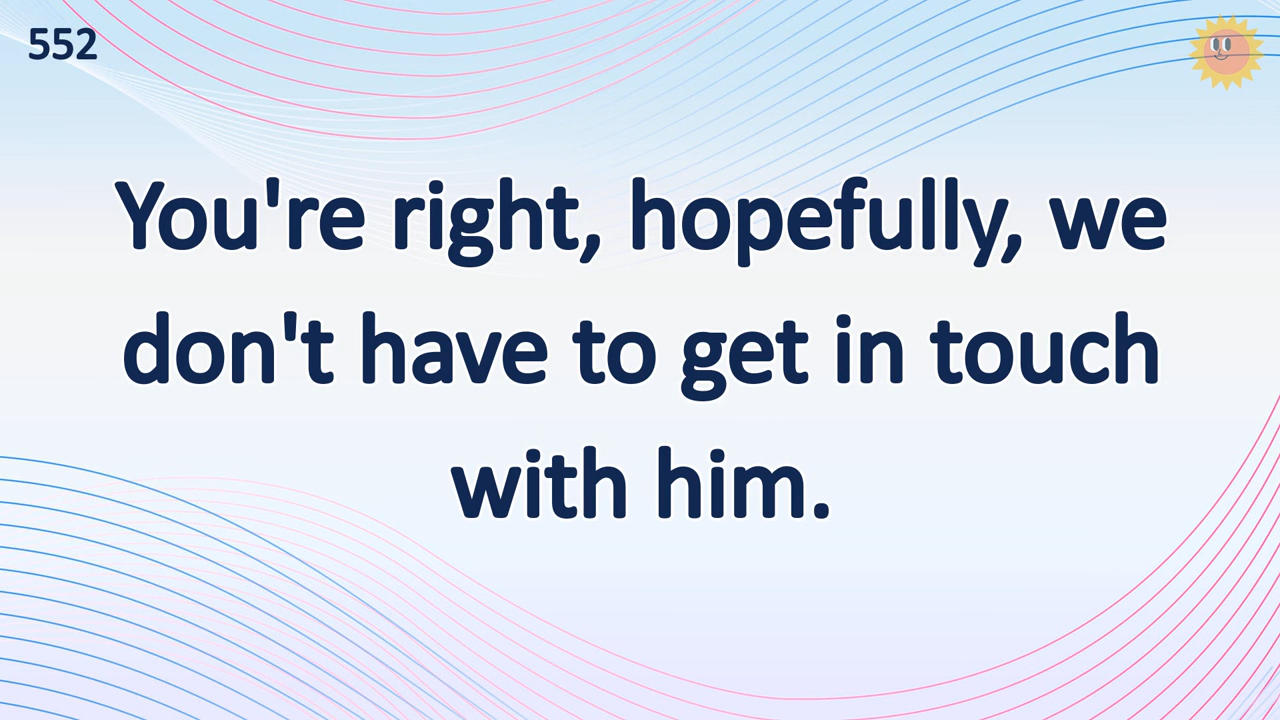 552
You're right, hopefully, we
don't have to get in touch
with him.